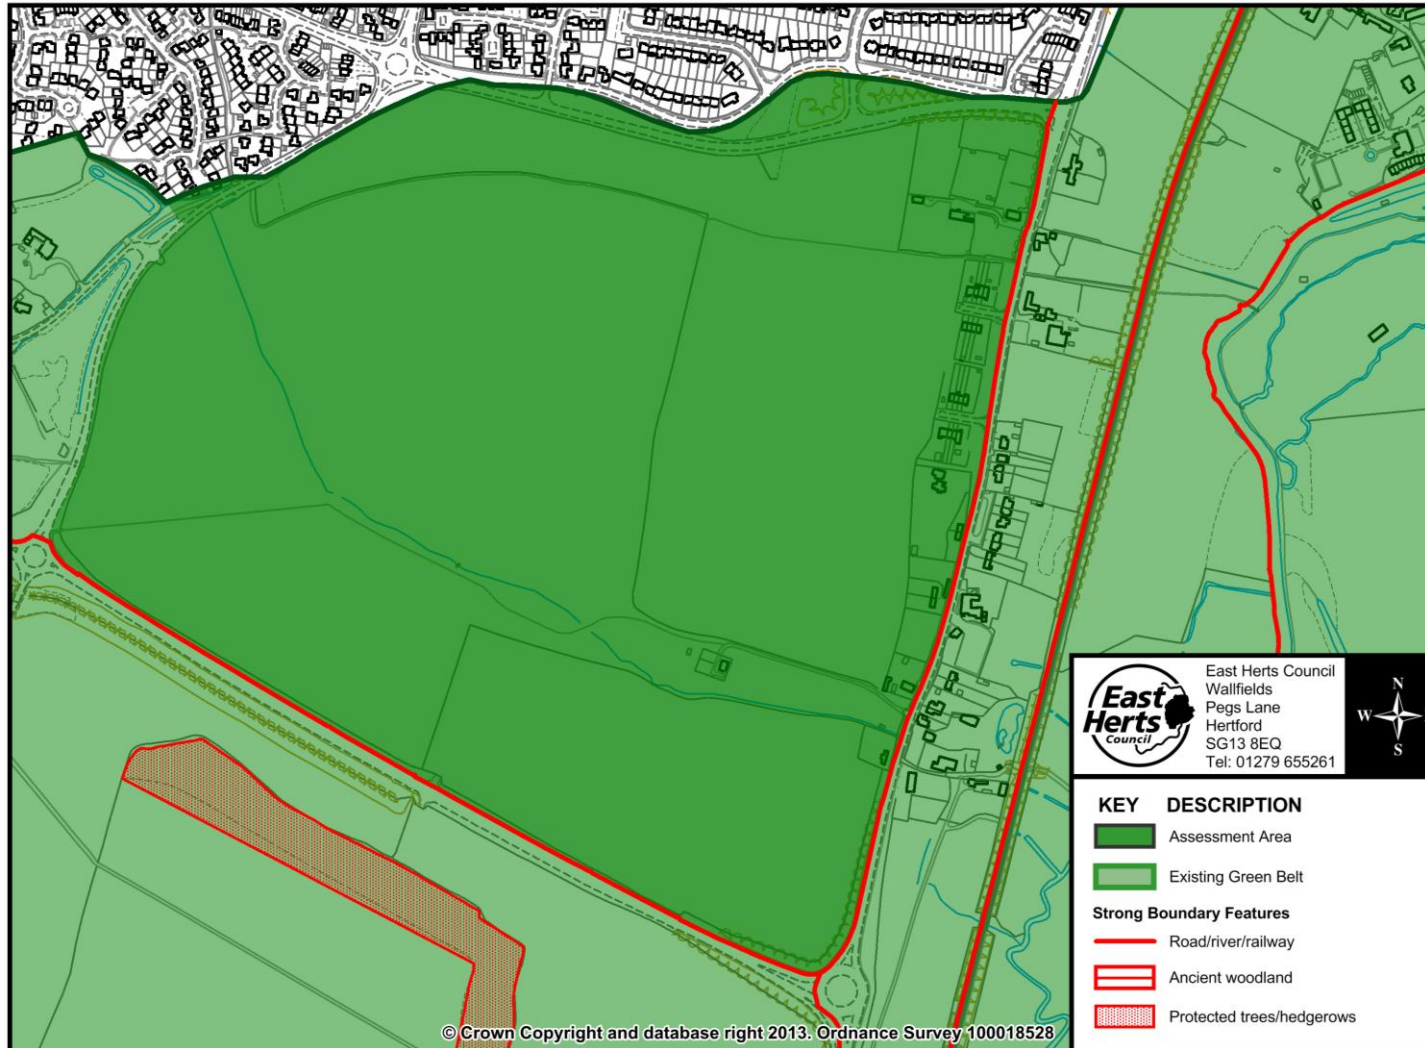 East
Herts
Council
East Herts Council
Wallfields
Pegs Lane
Hertford
SG13 8EQ
Tel: 01279 655261
N
W
S
KEY DESCRIPTION
Assessment Area
Existing Green Belt
Strong Boundary Features
Road/river/railway
Ancient woodland
Protected trees/hedgerows
© Crown Copyright and database right 2013. Ordnance Survey 100018528